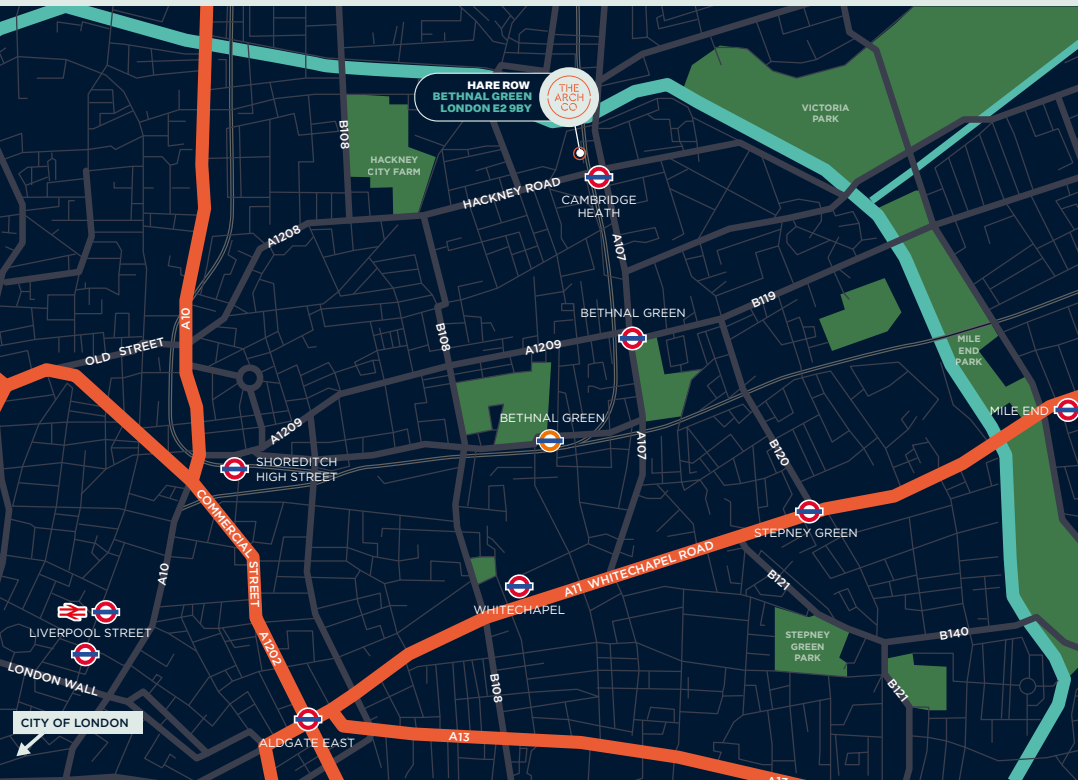 HARE ROW
BETHNAL GREEN
LONDON E2 9BY
THE
ARCH
CO
VICTORIA
PARK
B108
HACKNEY
CITY FARM
HACKNEY ROAD
CAMBRIDGE
HEATH
A1208
A107
A10
B119
BETHNAL GREEN
OLD STREET
B108
A1209
MILE
END
PARK
BETHNAL GREEN
MILE END
A1209
A107
B120
SHOREDITCH
HIGH STREET
COMMERCIAL STREET
STEPNEY GREEN
A10
A11 WHITECHAPEL ROAD
B121
WHITECHAPEL
LIVERPOOL STREET
STEPNEY
GREEN
PARK
B140
A1202
LONDON WALL
B108
B121
CITY OF LONDON
ALDGATE EAST
A13
A13